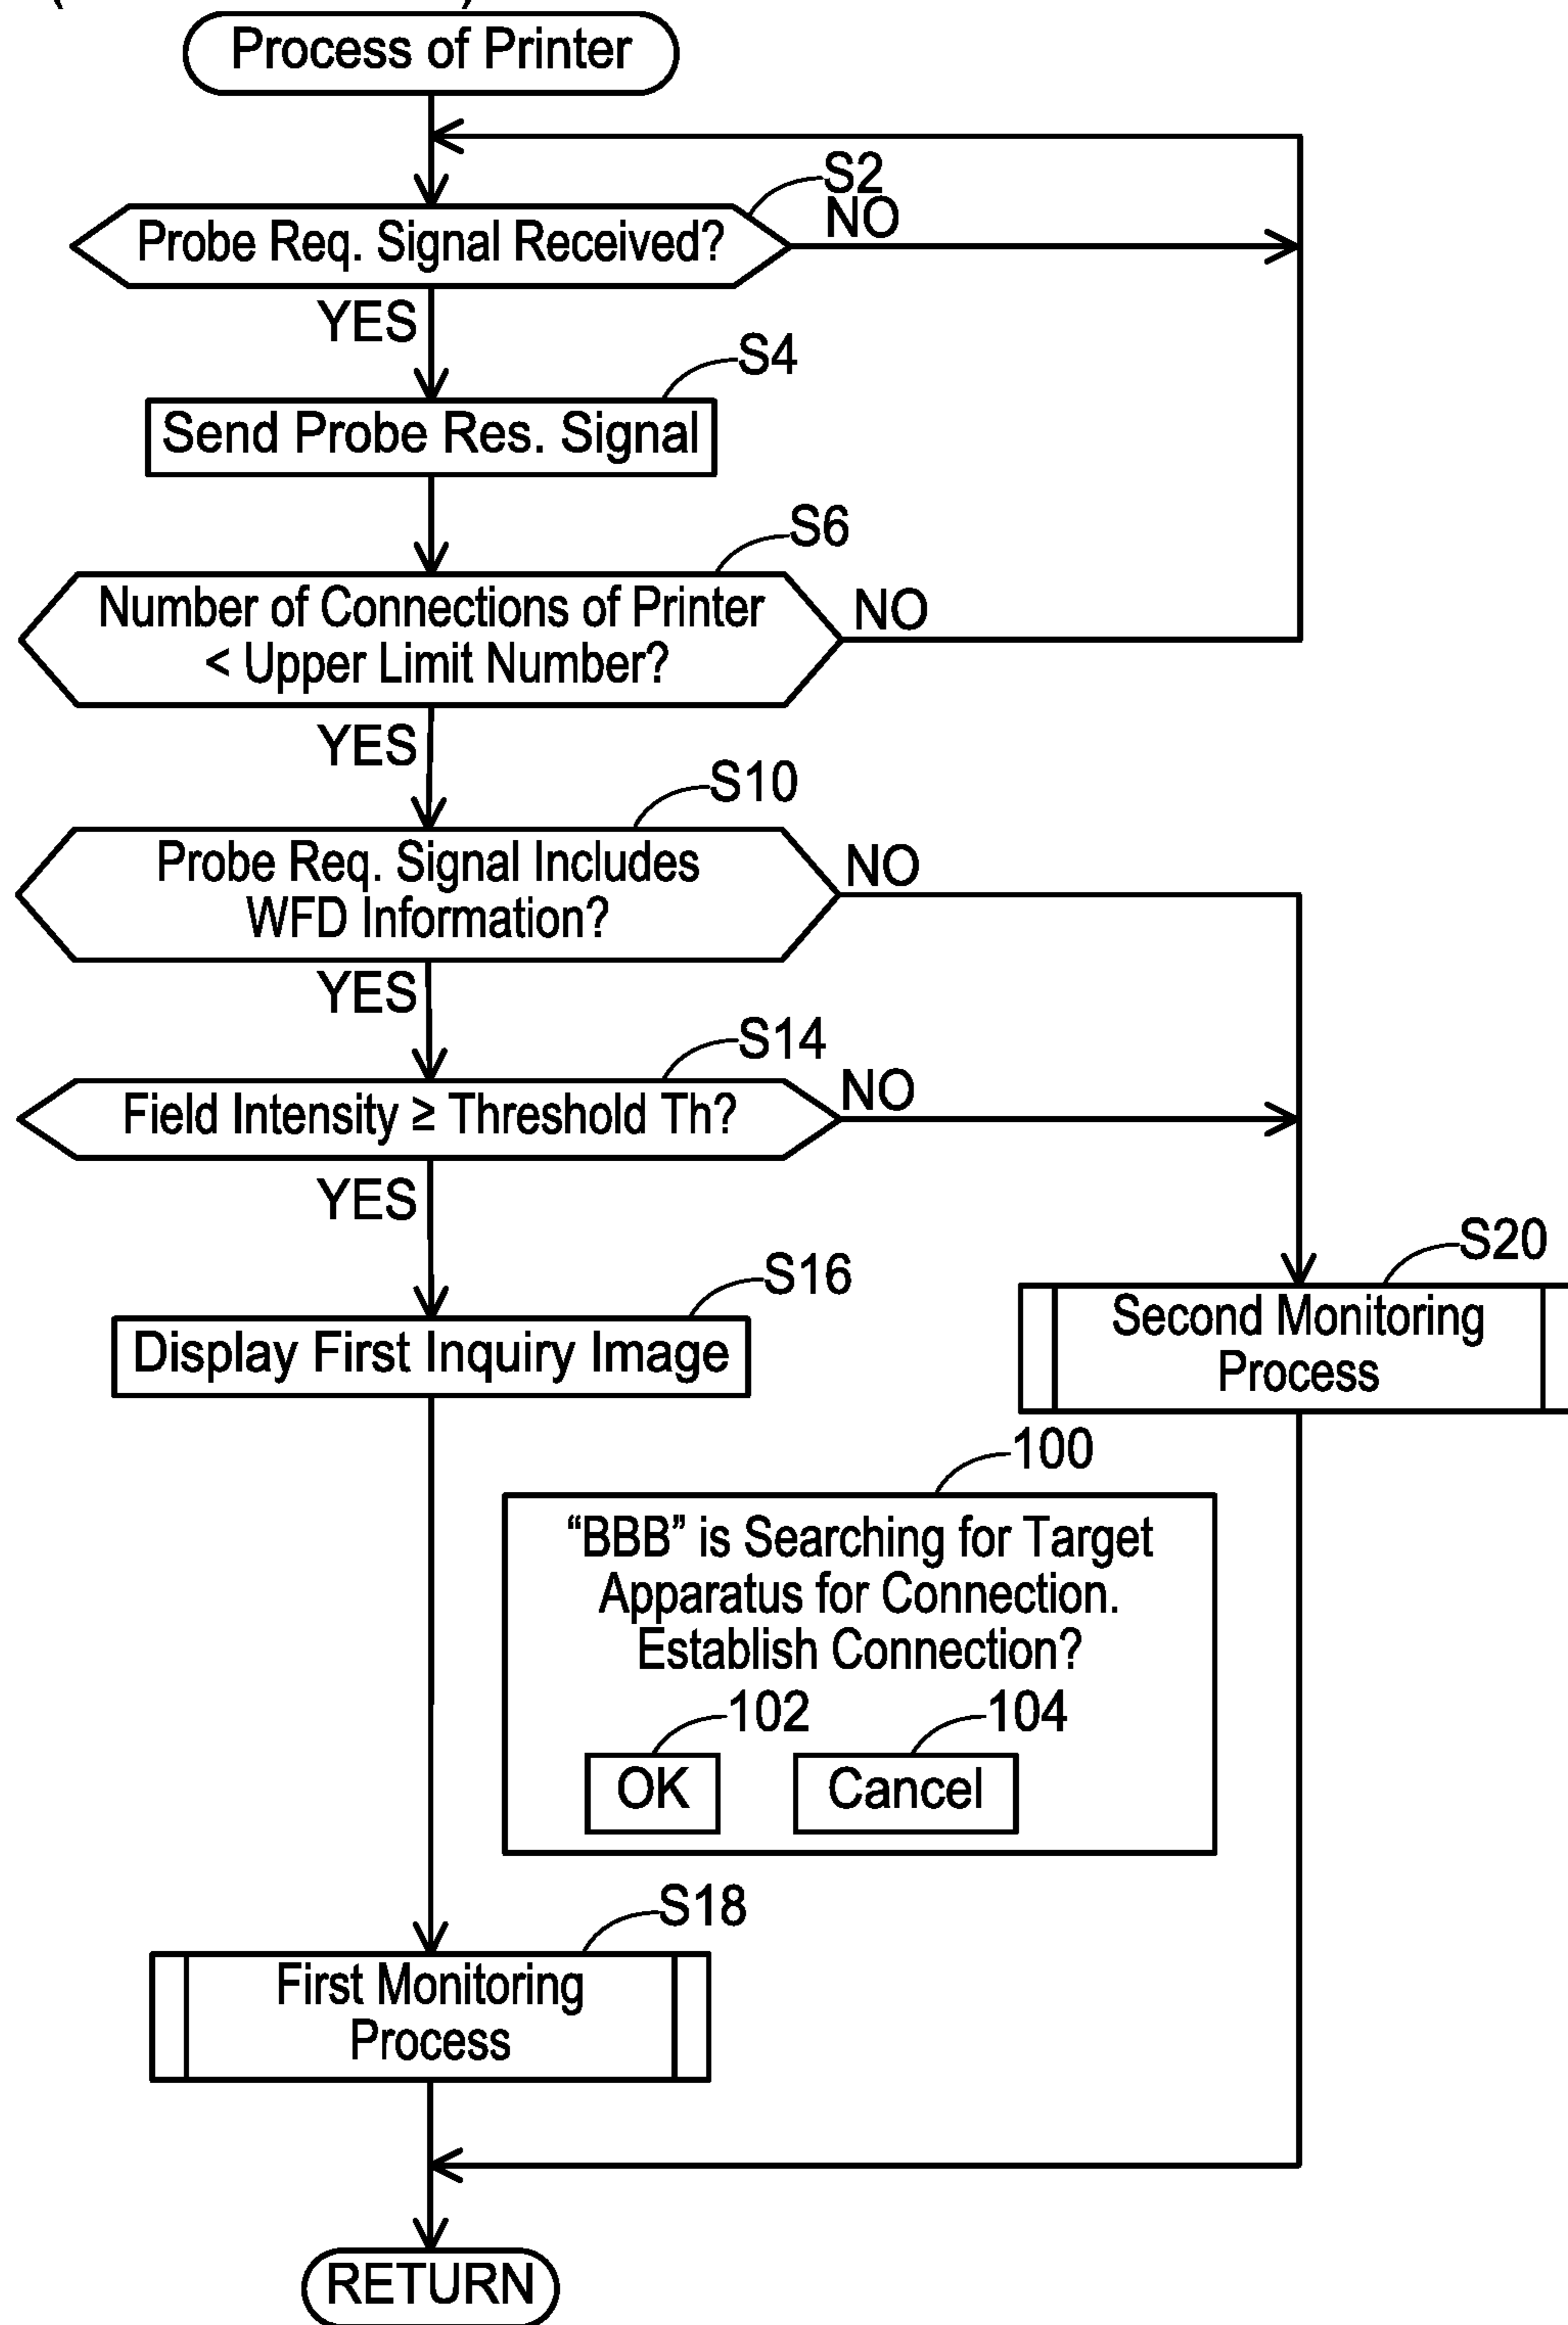 Process of Printer
S2
NO
Probe Req. Signal Received?
YES
S4
Send Probe Res. Signal
S6
Number of Connections of Printer
< Upper Limit Number?
NO
YES
S10
Probe Req. Signal Includes
WFD Information?
NO
YES
S14
Field Intensity ≥ Threshold Th?
NO
YES
S16
Display First Inquiry Image
S20
Second Monitoring
Process
100
“BBB” is Searching for Target
Apparatus for Connection.
Establish Connection?
102
104
OK
Cancel
S18
First Monitoring
Process
RETURN